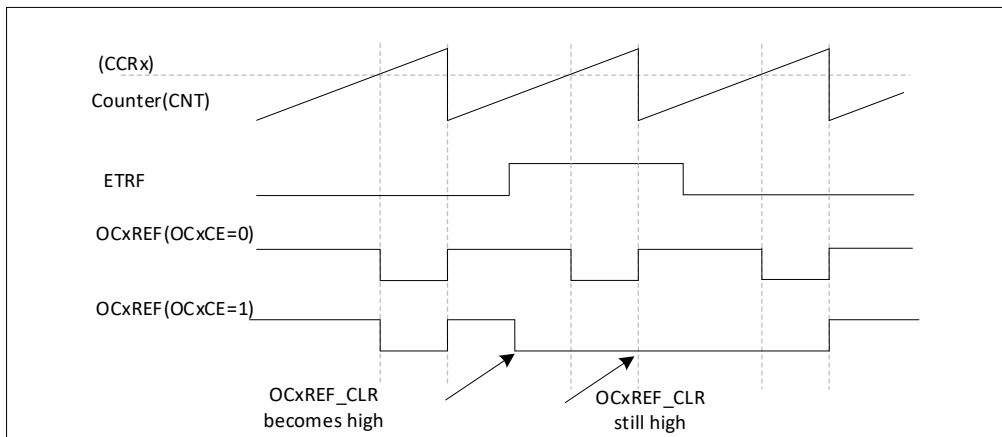 (CCRx)
Counter(CNT)
ETRF
OCxREF(OCxCE=0)
OCxREF(OCxCE=1)
OCxREF_CLR
becomes high
OCxREF_CLR
still high